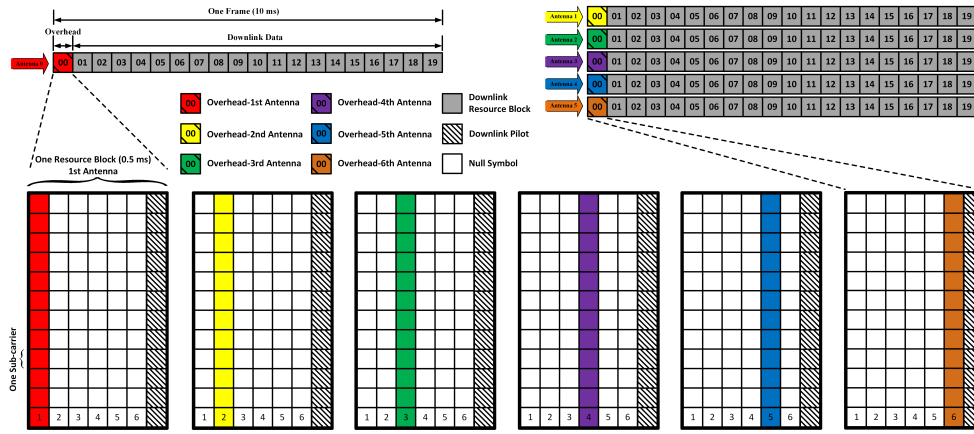 One Frame (10 ms)
Overhead
Downlink Data
Antenna 0
00 01 02 03 04 05 06 07 08 09 10 11 12 13 14 15 16 17 18 19
Antenna 1
00 01 02 03 04 05 06 07 08 09 10 11 12 13 14 15 16 17 18 19
Antenna 2
00 01 02 03 04 05 06 07 08 09 10 11 12 13 14 15 16 17 18 19
Antenna 3
00 01 02 03 04 05 06 07 08 09 10 11 12 13 14 15 16 17 18 19
Antenna 4
00 01 02 03 04 05 06 07 08 09 10 11 12 13 14 15 16 17 18 19
Antenna 5
00 01 02 03 04 05 06 07 08 09 10 11 12 13 14 15 16 17 18 19
00 Overhead-1st Antenna
00 Overhead-4th Antenna
Downlink
Resource Block
00 Overhead-2nd Antenna
00 Overhead-5th Antenna
Downlink Pilot
00 Overhead-3rd Antenna
00 Overhead-6th Antenna
Null Symbol
One Resource Block (0.5 ms)
1st Antenna
One Sub-carrier
1 2 3 4 5 6
1 2 3 4 5 6
1 2 3 4 5 6
1 2 3 4 5 6
1 2 3 4 5 6
1 2 3 4 5 6